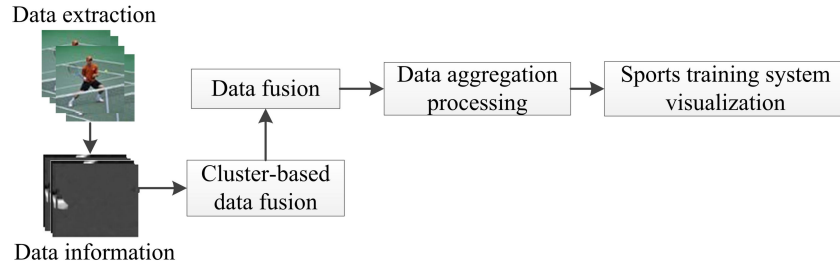 Data extraction
Data information
Cluster-based
data fusion
Data fusion
Data aggregation
processing
Sports training system
visualization